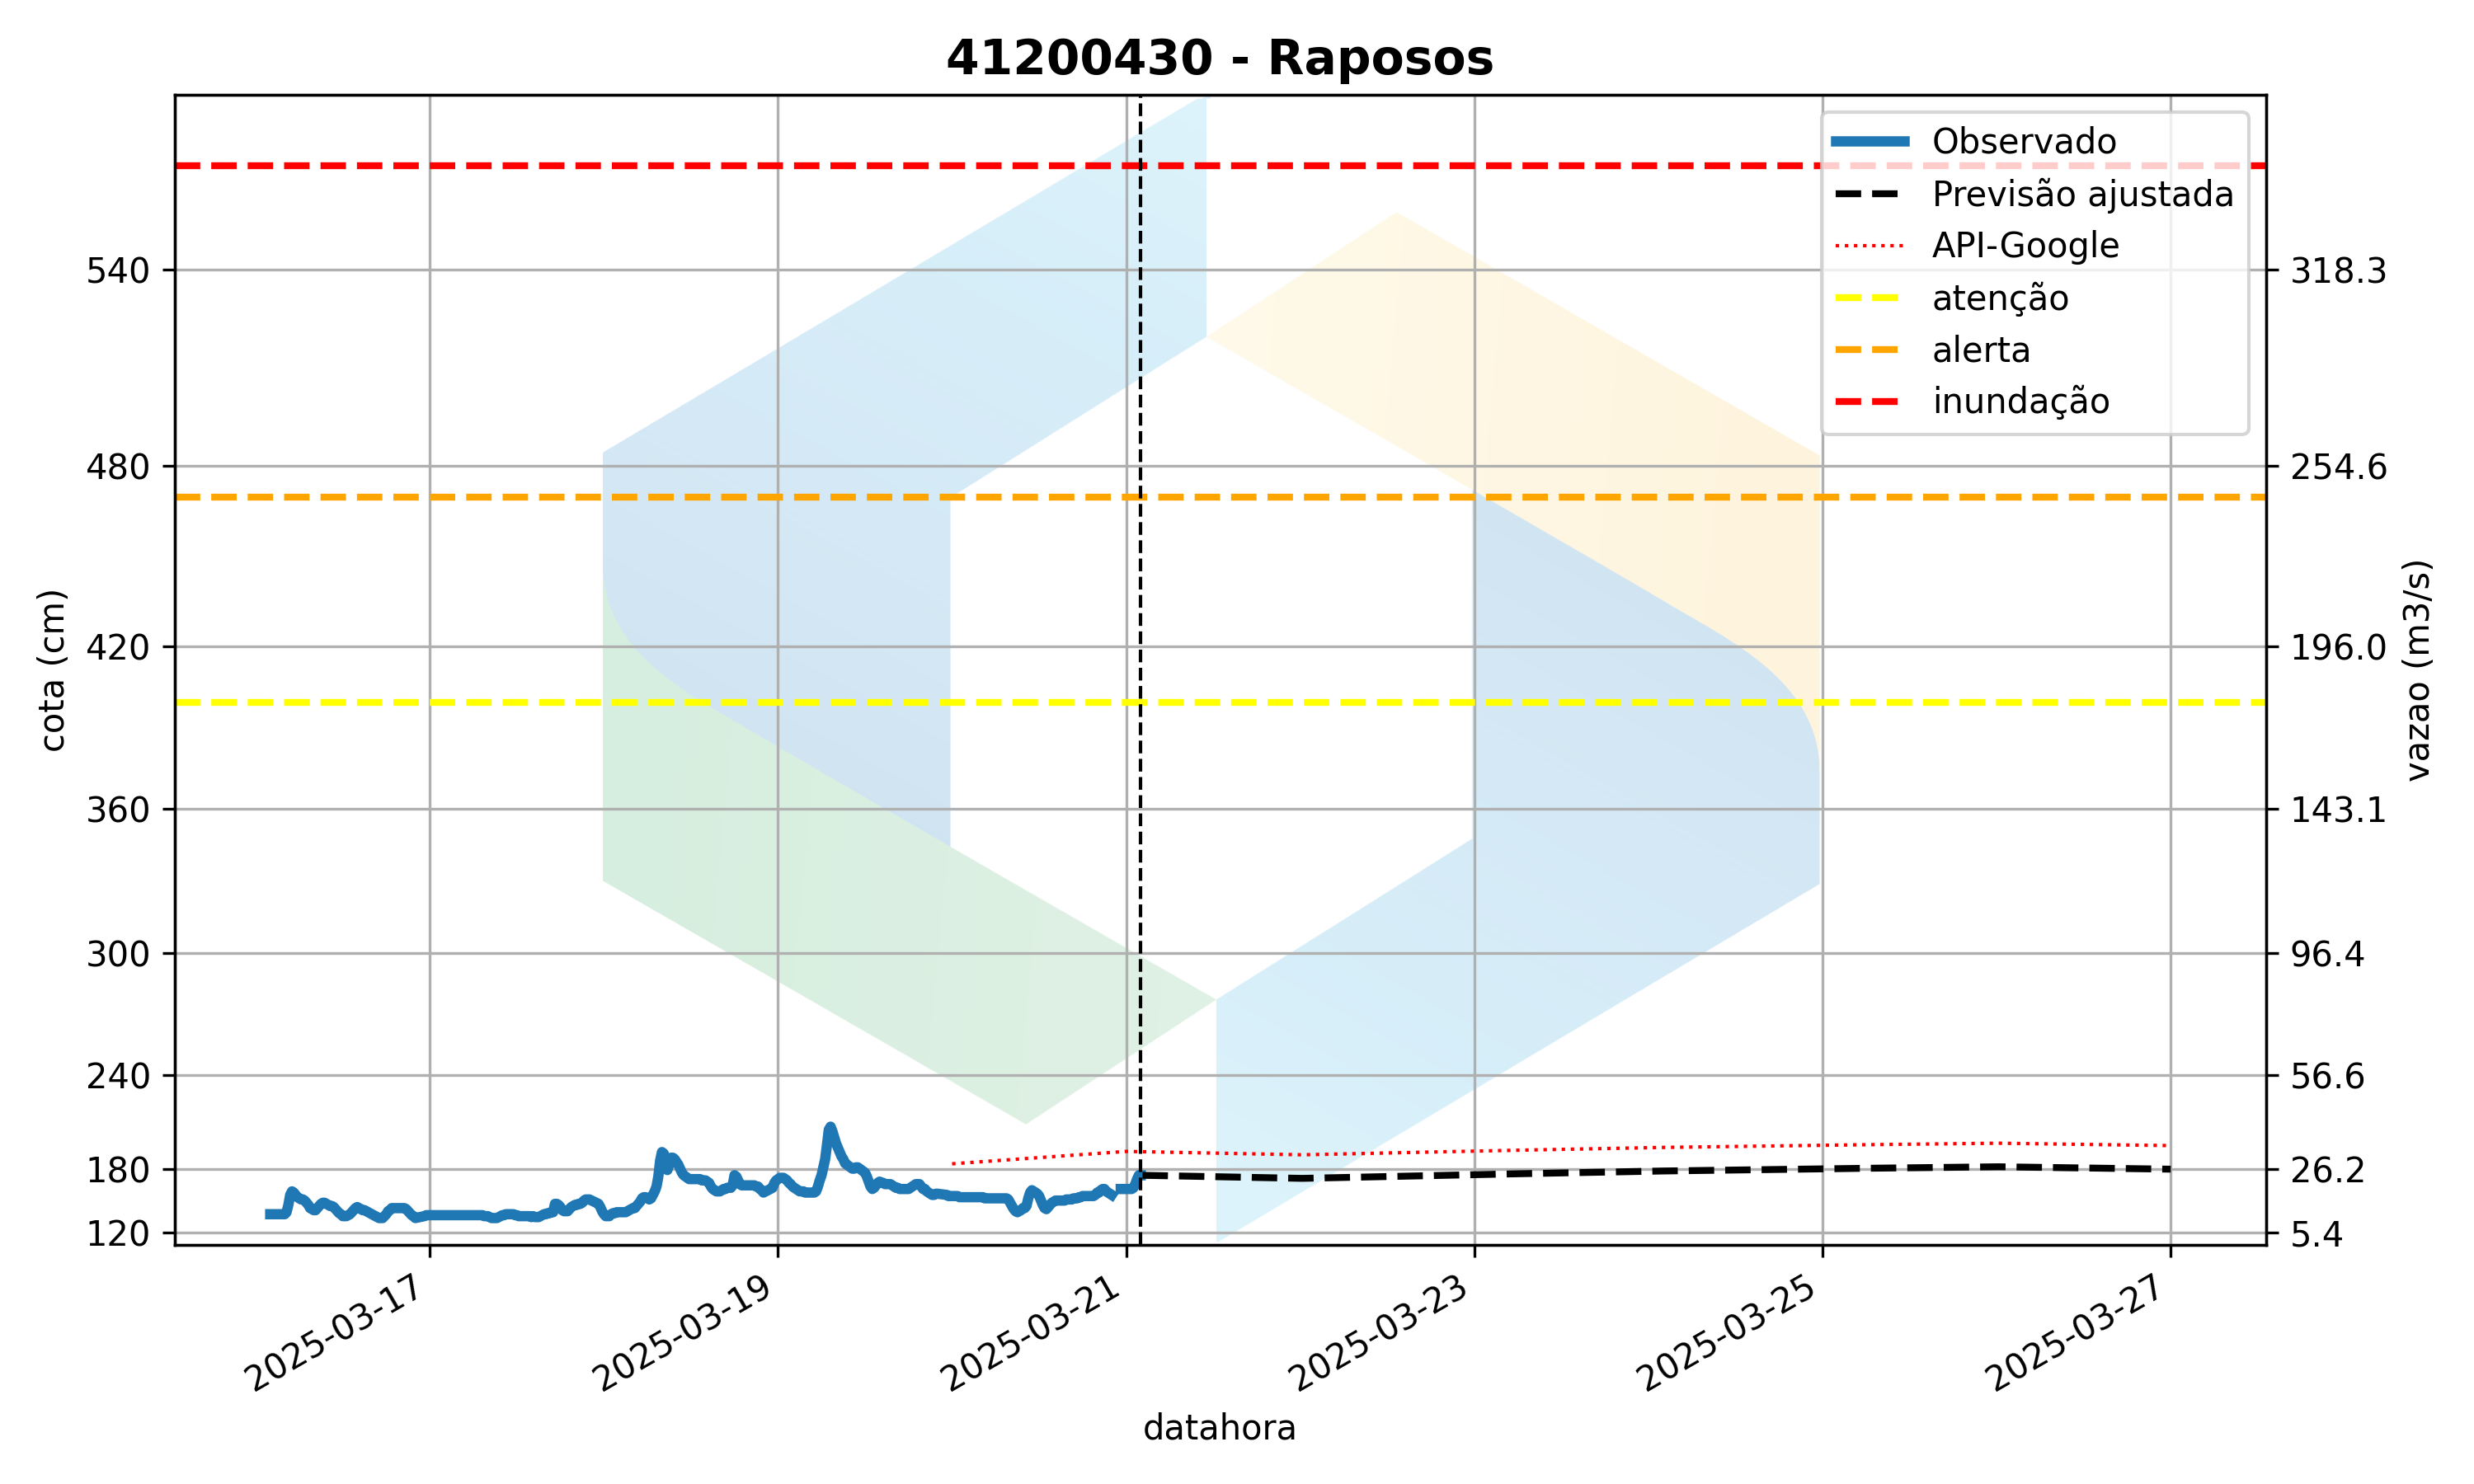 41200430 - Raposos
Observado
Previsão ajustada
API-Google
atenção
alerta
inundação
cota (cm)
540
480
420
360
300
240
180
120
318.3
254.6
196.0
143.1
96.4
56.6
26.2
5.4
vazao (m3/s)
2025-03-17
2025-03-19
2025-03-21
2025-03-23
2025-03-25
2025-03-27
datahora